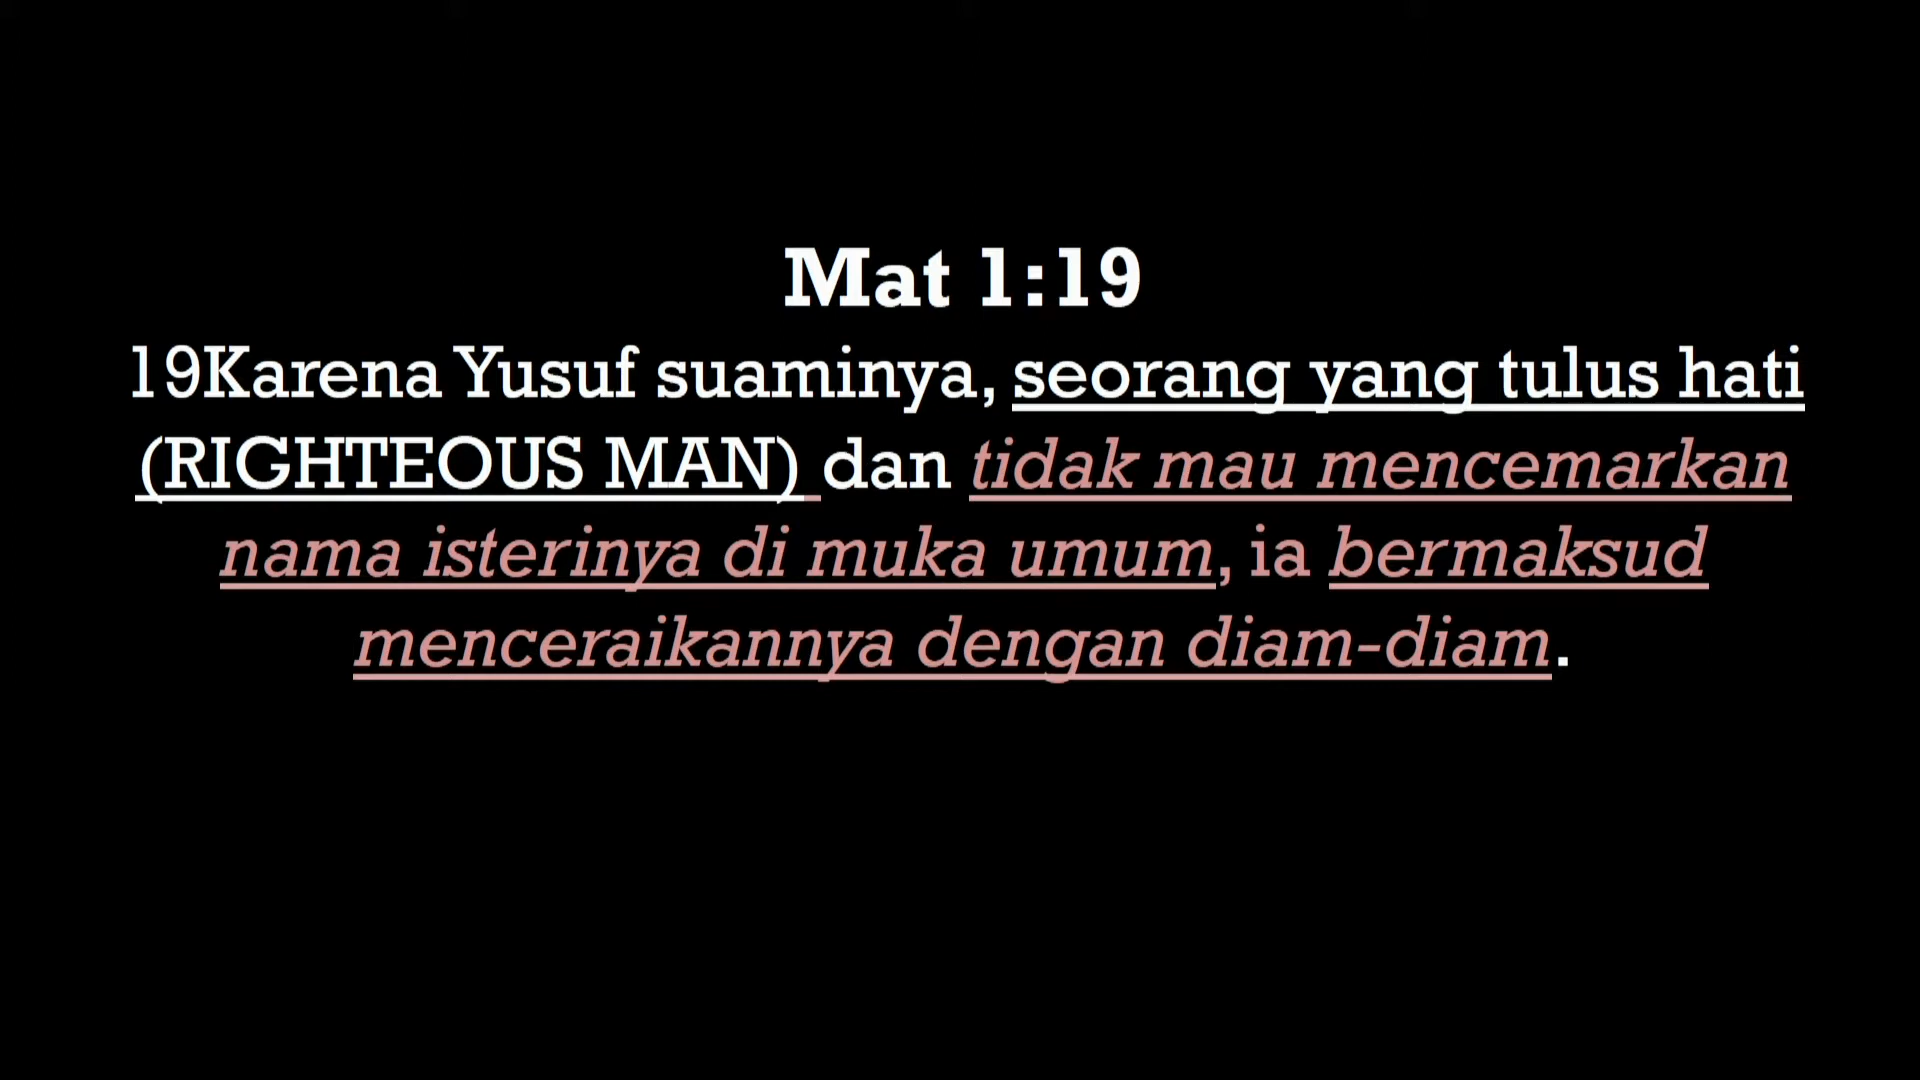 Mat 1:19
19Karena Yusuf suaminya, seorang yang tulus hati
(RIGHTEOUS MAN) dan tidak mau mencemarkan
nama isterinya di muka umum, ia bermaksud
menceraikannya dengan diam-diam.